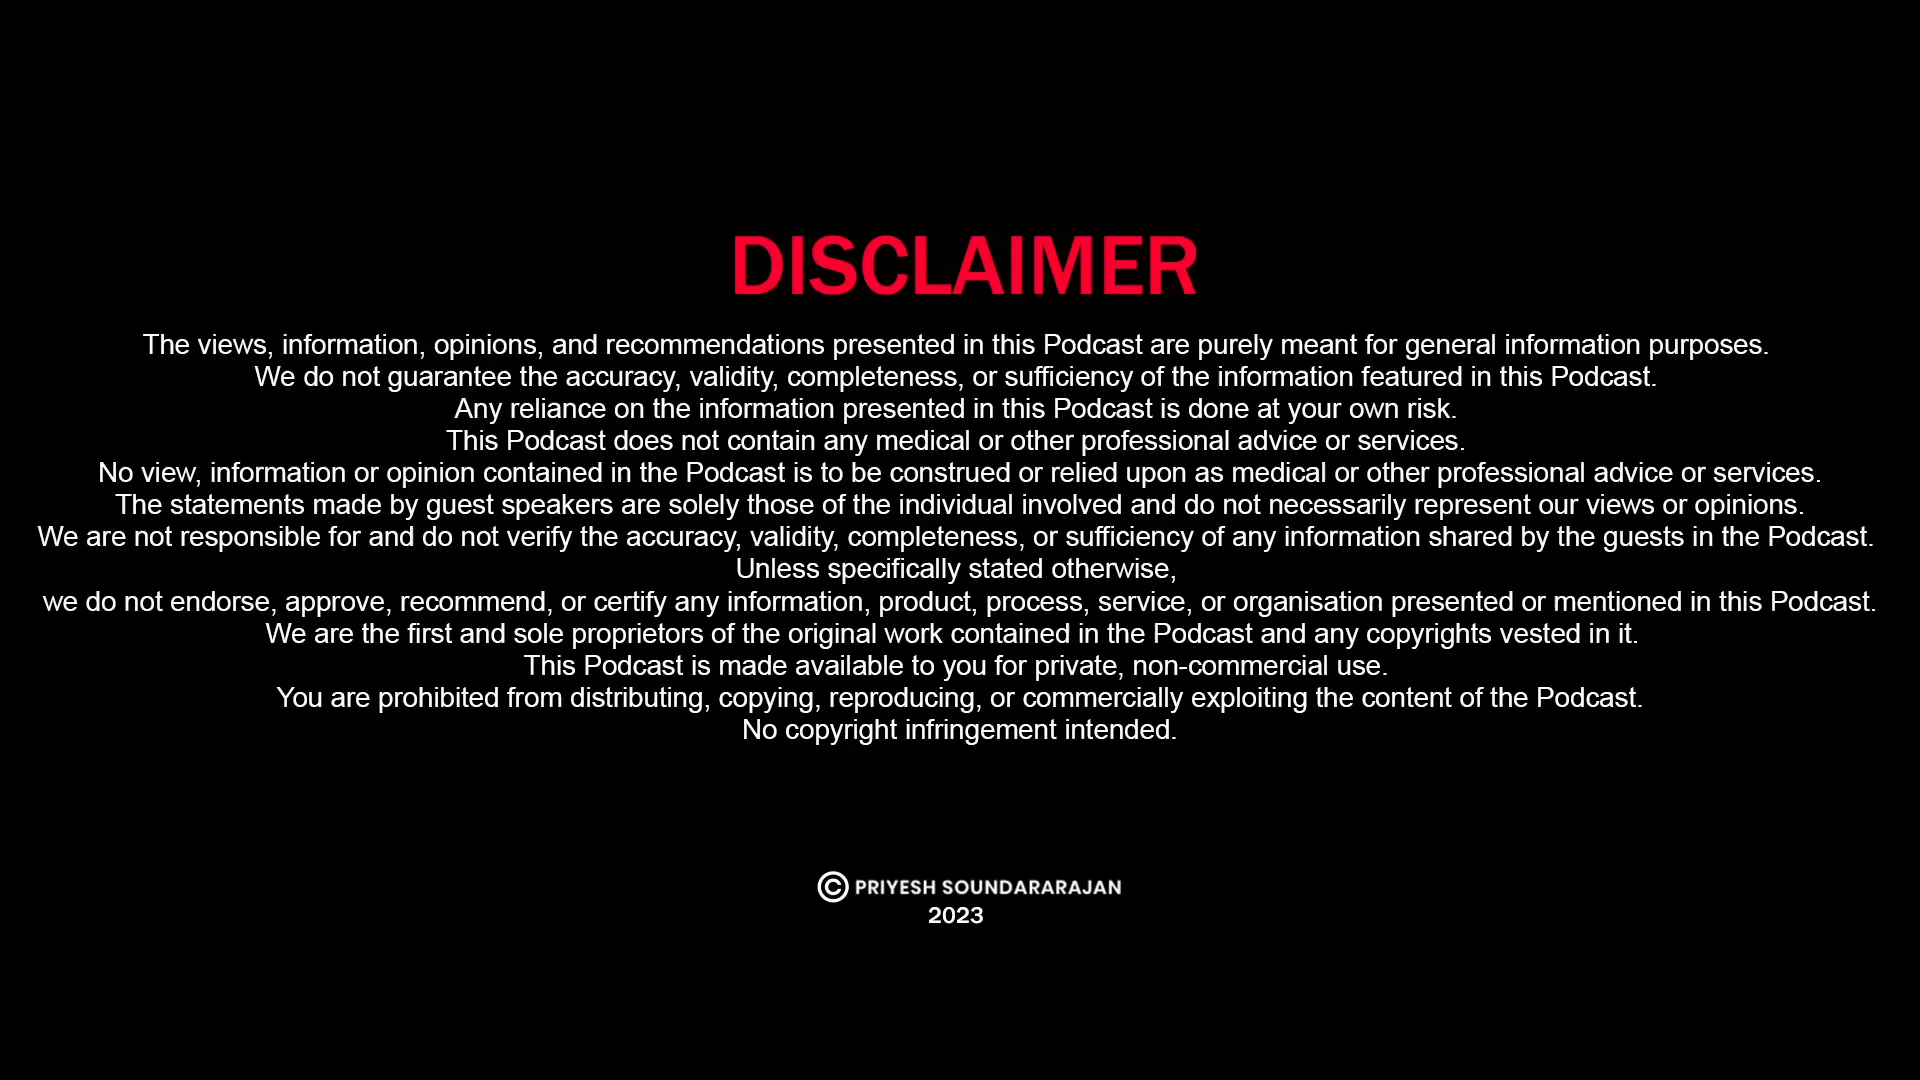 DISCLAIMER
The views, information, opinions, and recommendations presented in this Podcast are purely meant for general information purposes.
We do not guarantee the accuracy, validity, completeness, or sufficiency of the information featured in this Podcast.
Any reliance on the information presented in this Podcast is done at your own risk.
This Podcast does not contain any medical or other professional advice or services.
No view, information or opinion contained in the Podcast is to be construed or relied upon as medical or other professional advice or services.
The statements made by guest speakers are solely those of the individual involved and do not necessarily represent our views or opinions.
We are not responsible for and do not verify the accuracy, validity, completeness, or sufficiency of any information shared by the guests in the Podcast.
Unless specifically stated otherwise,
we do not endorse, approve, recommend, or certify any information, product, process, service, or organisation presented or mentioned in this Podcast.
We are the first and sole proprietors of the original work contained in the Podcast and any copyrights vested in it.
This Podcast is made available to you for private, non-commercial use.
You are prohibited from distributing, copying, reproducing, or commercially exploiting the content of the Podcast.
No copyright infringement intended.
© PRIYESH SOUNDARARAJAN
2023